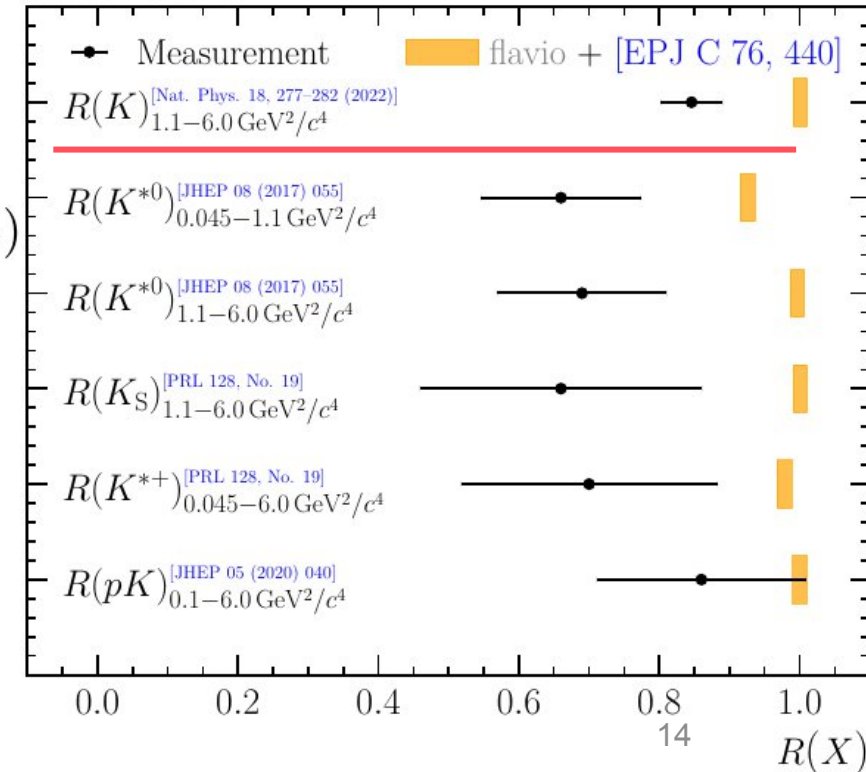 Measurement flavio + [EPJ C 76, 440]
R(K)[Nat. Phys. 18, 277–282 (2022)]
1.1−6.0 GeV²/c⁴
R(K*⁰)[JHEP 08 (2017) 055]
0.045−1.1 GeV²/c⁴
)
R(K*⁰)[JHEP 08 (2017) 055]
1.1−6.0 GeV²/c⁴
R(K_S)[PRL 128, No. 19]
1.1−6.0 GeV²/c⁴
R(K*⁺)[PRL 128, No. 19]
0.045−6.0 GeV²/c⁴
R(pK)[JHEP 05 (2020) 040]
0.1−6.0 GeV²/c⁴
0.0 0.2 0.4 0.6 0.8 1.0
14
R(X)